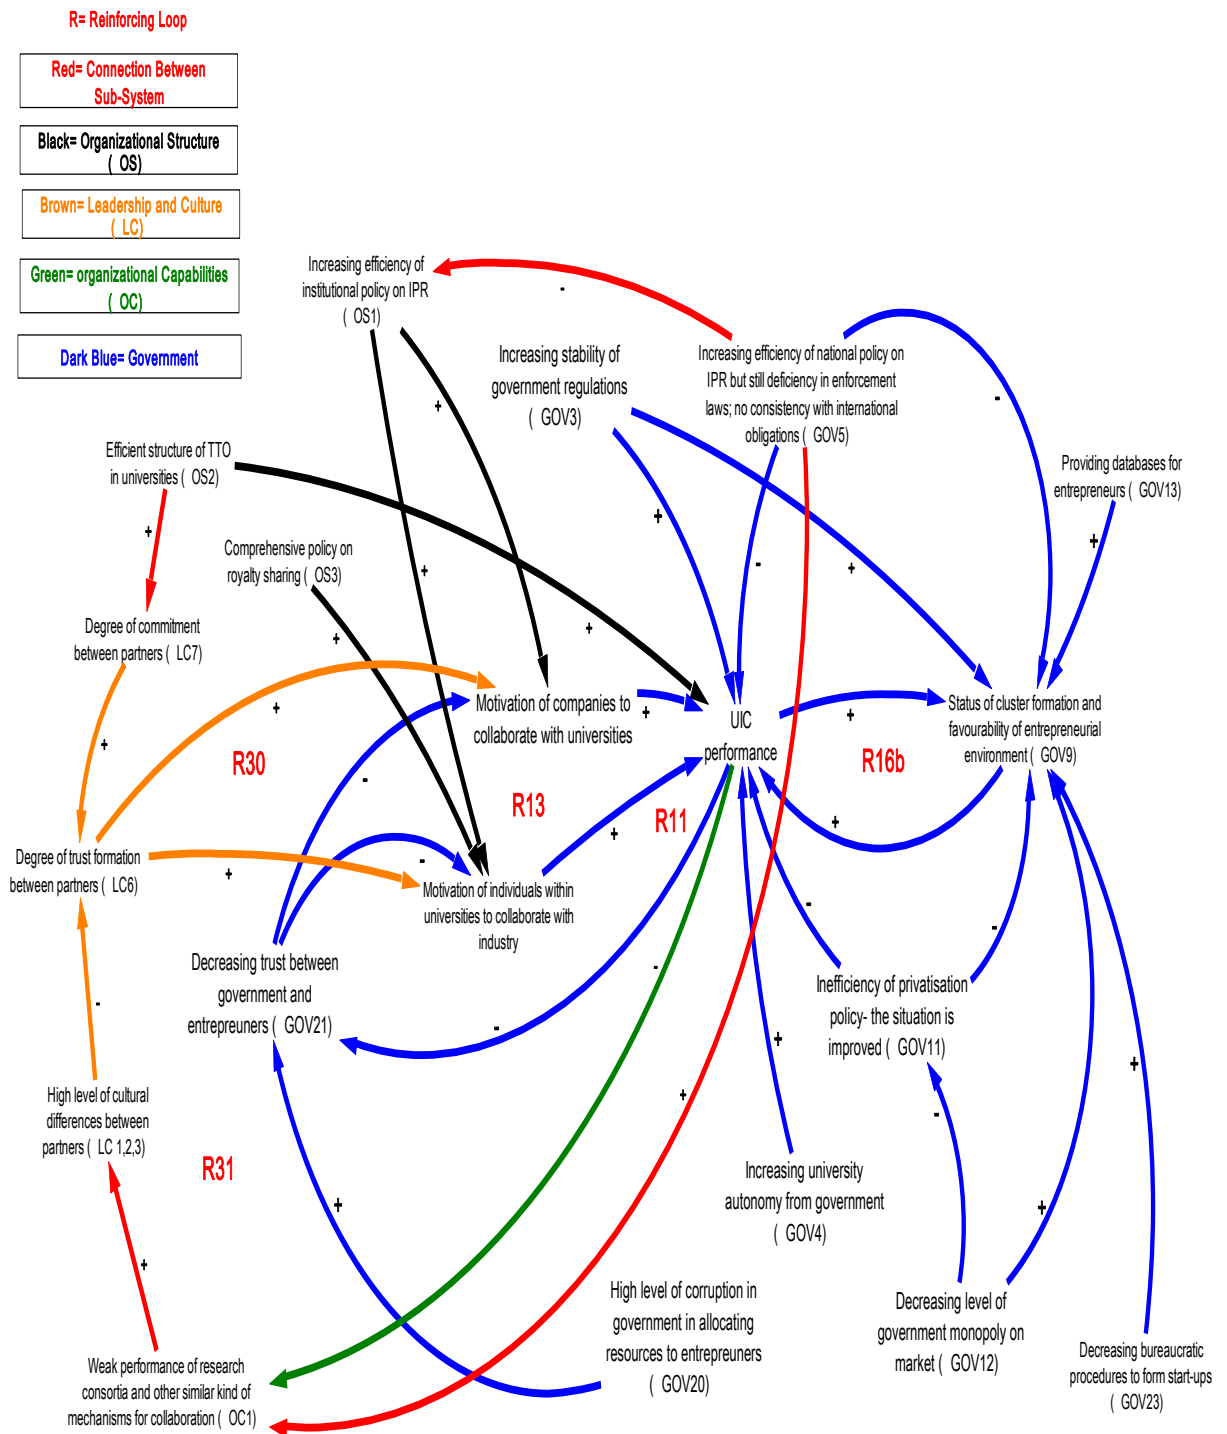 R= Reinforcing Loop
Red= Connection Between
Sub-System
Black= Organizational Structure
( OS)
Brown= Leadership and Culture
( LC)
Green= organizational Capabilities
( OC)
Dark Blue= Government
Increasing efficiency of
institutional policy on IPR
( OS1)
-
Increasing stability of
government regulations
( GOV3)
Increasing efficiency of national policy on
IPR but still deficiency in enforcement
laws; no consistency with international
obligations ( GOV5)
-
+
Efficient structure of TTO
in universities ( OS2)
Providing databases for
entrepreneurs ( GOV13)
+
+
+
Comprehensive policy on
royalty sharing ( OS3)
+
-
+
+
Degree of commitment
between partners ( LC7)
+
+
Motivation of companies to
collaborate with universities
+
+
UIC
performance
+
Status of cluster formation and
favourability of entrepreneurial
environment ( GOV9)
+
R30
-
R13
R11
R16b
+
+
Degree of trust formation
between partners ( LC6)
+
-
Motivation of individuals within
universities to collaborate with
industry
-
-
Decreasing trust between
government and
entrepreuners ( GOV21)
-
-
-
Inefficiency of privatisation
policy- the situation is
improved ( GOV11)
+
+
High level of cultural
differences between
partners ( LC 1,2,3)
+
-
R31
Increasing university
autonomy from government
( GOV4)
+
+
+
High level of corruption in
government in allocating
resources to entrepreuners
( GOV20)
Decreasing level of
government monopoly on
market ( GOV12)
Decreasing bureaucratic
procedures to form start-ups
( GOV23)
Weak performance of research
consortia and other similar kind of
mechanisms for collaboration ( OC1)